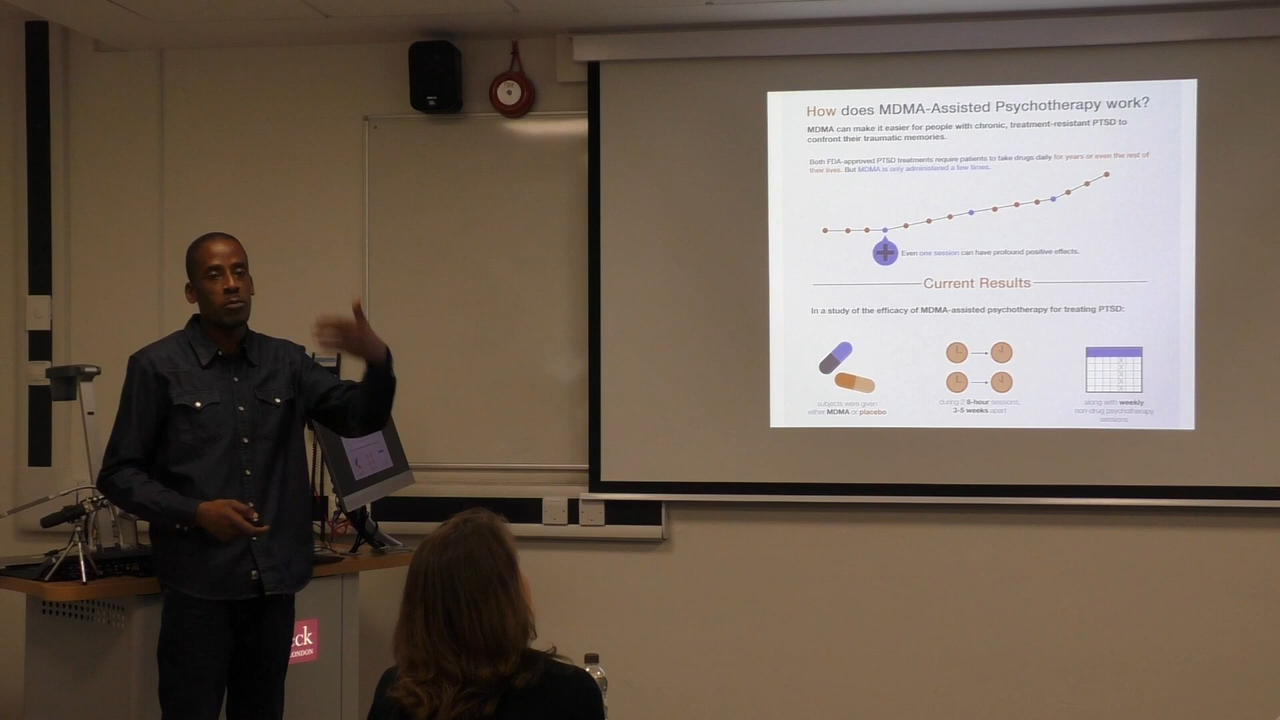 How does MDMA-Assisted Psychotherapy work?
MDMA can make it easier for people with chronic, treatment-resistant PTSD to
confront their traumatic memories.
Both FDA-approved PTSD treatments require patients to take drugs daily for years or even the rest of
their lives. But MDMA is only administered a few times.
Even one session can have profound positive effects.
Current Results
In a study of the efficacy of MDMA-assisted psychotherapy for treating PTSD:
subjects were given
either MDMA or placebo
during 2 8-hour sessions,
3-5 weeks apart
along with weekly
non-drug psychotherapy
sessions
eck
LONDON